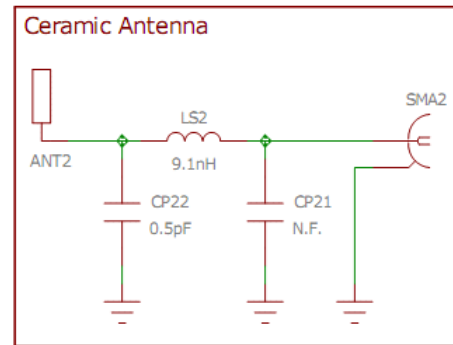 Ceramic Antenna
LS2
SMA2
ANT2
9.1nH
CP22
CP21
0.5pF
N.F.